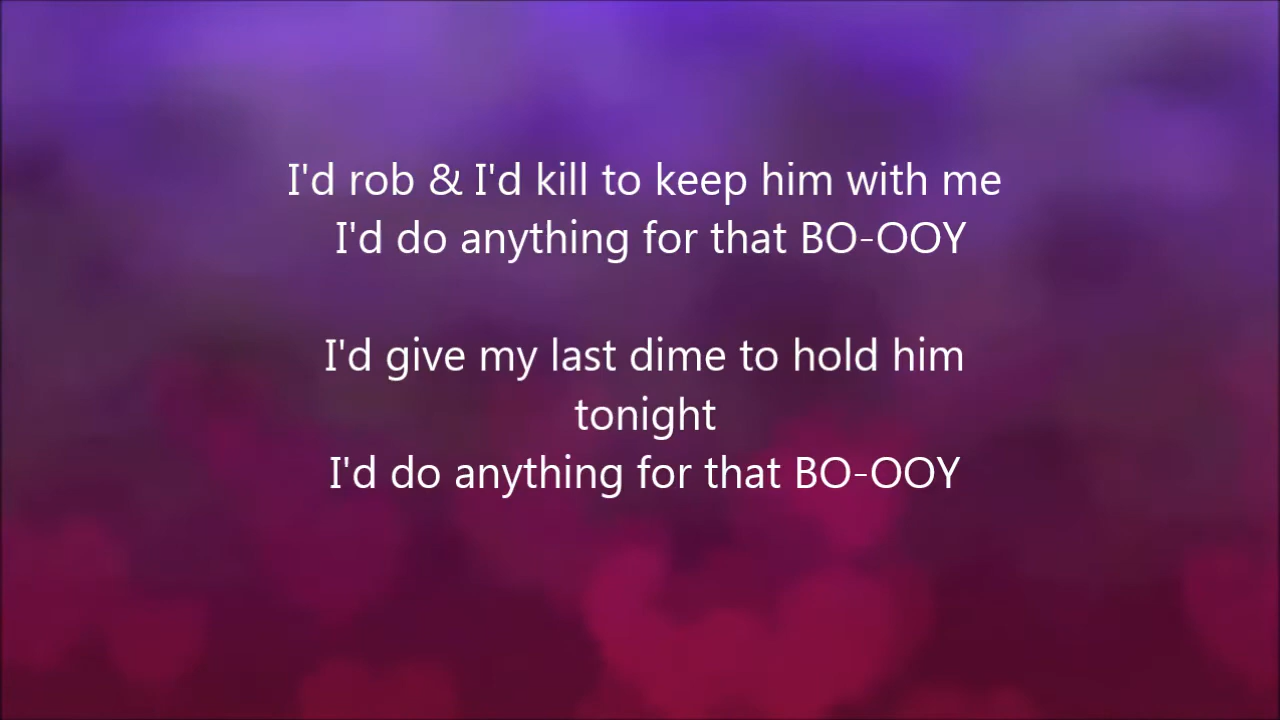 I'd rob & I'd kill to keep him with me
I'd do anything for that BO-OOY
I'd give my last dime to hold him
tonight
I'd do anything for that BO-OOY